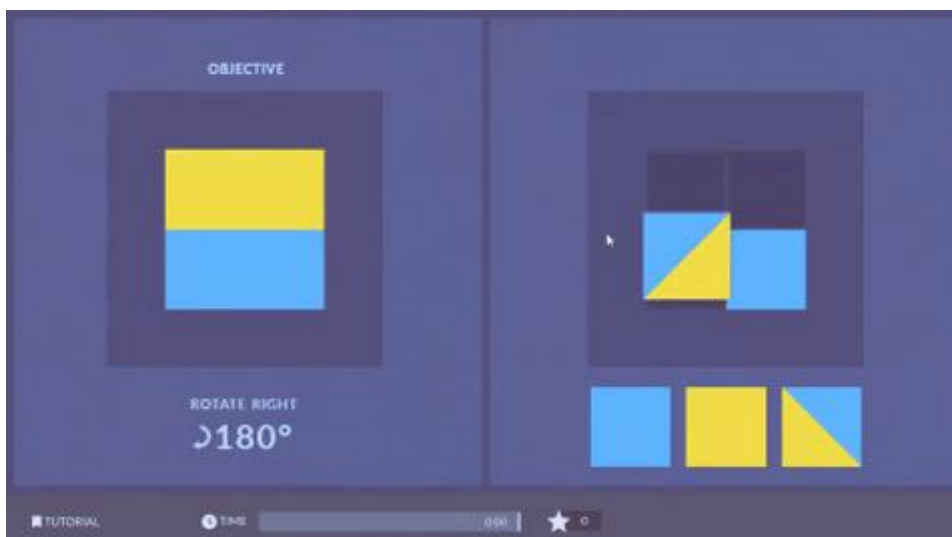 OBJECTIVE
ROTATE RIGHT
180°
TUTORIAL
TIME
0:00
0